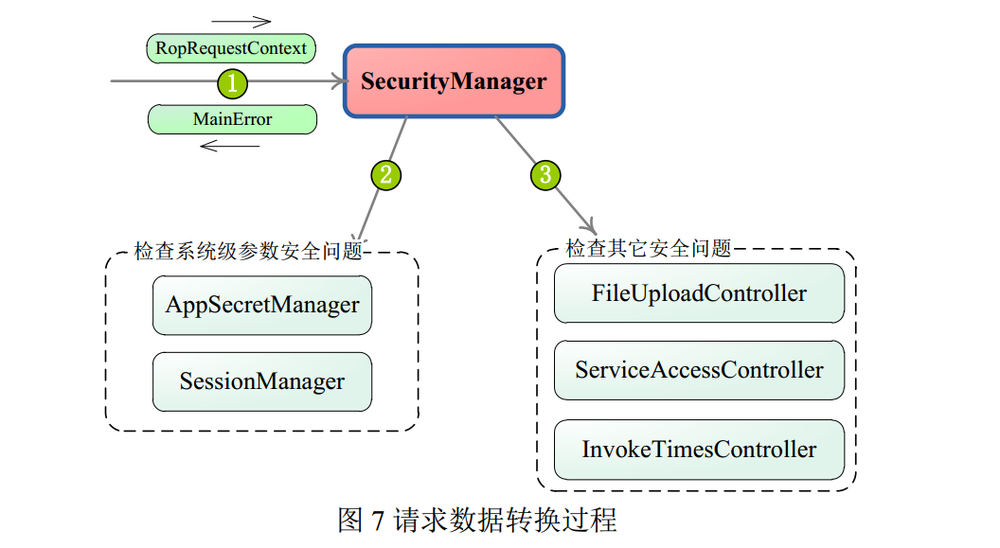 RopRequestContext
1
SecurityManager
MainError
2
3
检查系统级参数安全问题
AppSecretManager
SessionManager
检查其它安全问题
FileUploadController
ServiceAccessController
InvokeTimesController
图 7 请求数据转换过程